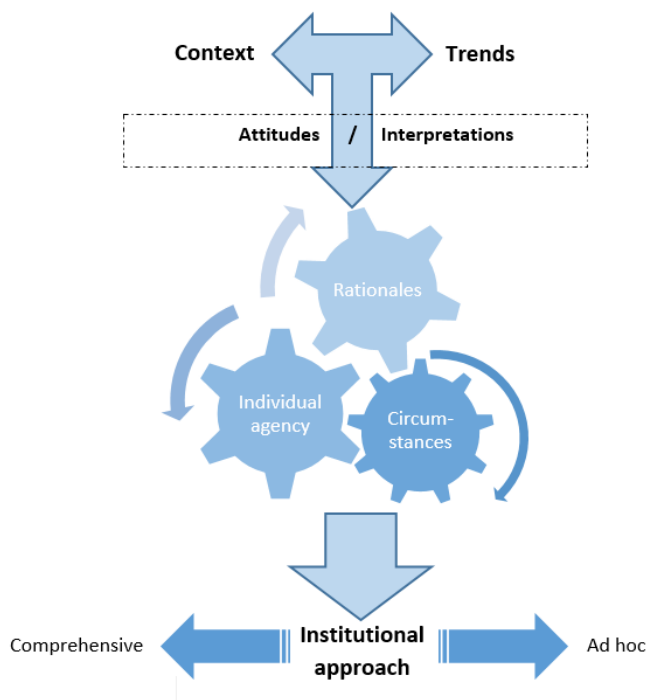 Context
Trends
Attitudes / Interpretations
Rationales
Individual
agency
Circum-
stances
Institutional
approach
Comprehensive
Ad hoc